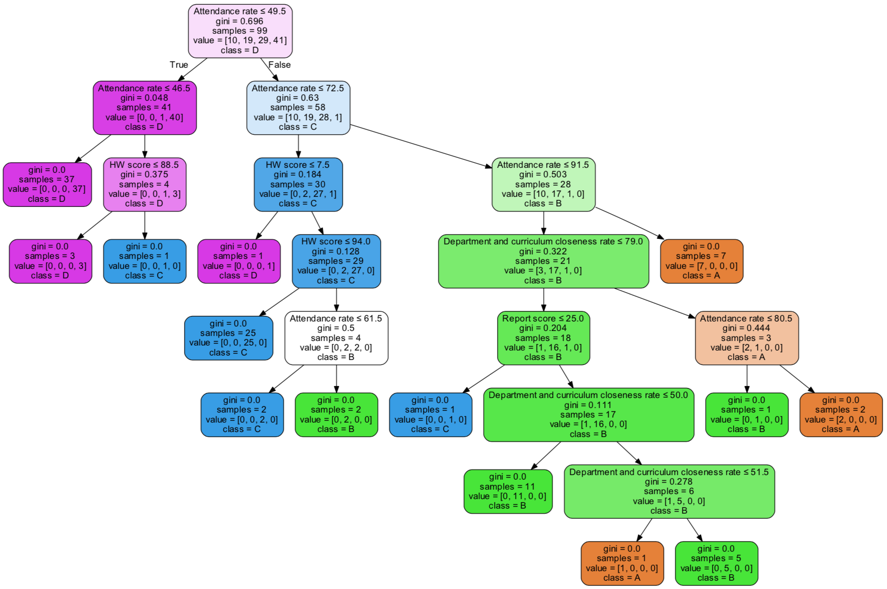 Attendance rate ≤ 49.5
gini = 0.696
samples = 99
value = [10, 19, 29, 41]
class = D
True
False
Attendance rate ≤ 46.5
gini = 0.048
samples = 41
value = [0, 0, 1, 40]
class = D
Attendance rate ≤ 72.5
gini = 0.63
samples = 58
value = [10, 19, 28, 1]
class = C
gini = 0.0
samples = 37
value = [0, 0, 0, 37]
class = D
HW score ≤ 88.5
gini = 0.375
samples = 4
value = [0, 0, 1, 3]
class = D
HW score ≤ 7.5
gini = 0.184
samples = 30
value = [0, 2, 27, 1]
class = C
Attendance rate ≤ 91.5
gini = 0.503
samples = 28
value = [10, 17, 1, 0]
class = B
gini = 0.0
samples = 3
value = [0, 0, 0, 3]
class = D
gini = 0.0
samples = 1
value = [0, 0, 1, 0]
class = C
gini = 0.0
samples = 1
value = [0, 0, 0, 1]
class = D
HW score ≤ 94.0
gini = 0.128
samples = 29
value = [0, 2, 27, 0]
class = C
Department and curriculum closeness rate ≤ 79.0
gini = 0.322
samples = 21
value = [3, 17, 1, 0]
class = B
gini = 0.0
samples = 7
value = [7, 0, 0, 0]
class = A
gini = 0.0
samples = 25
value = [0, 0, 25, 0]
class = C
Attendance rate ≤ 61.5
gini = 0.5
samples = 4
value = [0, 2, 2, 0]
class = B
Report score ≤ 25.0
gini = 0.204
samples = 18
value = [1, 16, 1, 0]
class = B
Attendance rate ≤ 80.5
gini = 0.444
samples = 3
value = [2, 1, 0, 0]
class = A
gini = 0.0
samples = 2
value = [0, 0, 2, 0]
class = C
gini = 0.0
samples = 2
value = [0, 2, 0, 0]
class = B
gini = 0.0
samples = 1
value = [0, 0, 1, 0]
class = C
Department and curriculum closeness rate ≤ 50.0
gini = 0.111
samples = 17
value = [1, 16, 0, 0]
class = B
gini = 0.0
samples = 1
value = [0, 1, 0, 0]
class = B
gini = 0.0
samples = 2
value = [2, 0, 0, 0]
class = A
gini = 0.0
samples = 11
value = [0, 11, 0, 0]
class = B
Department and curriculum closeness rate ≤ 51.5
gini = 0.278
samples = 6
value = [1, 5, 0, 0]
class = B
gini = 0.0
samples = 1
value = [1, 0, 0, 0]
class = A
gini = 0.0
samples = 5
value = [0, 5, 0, 0]
class = B